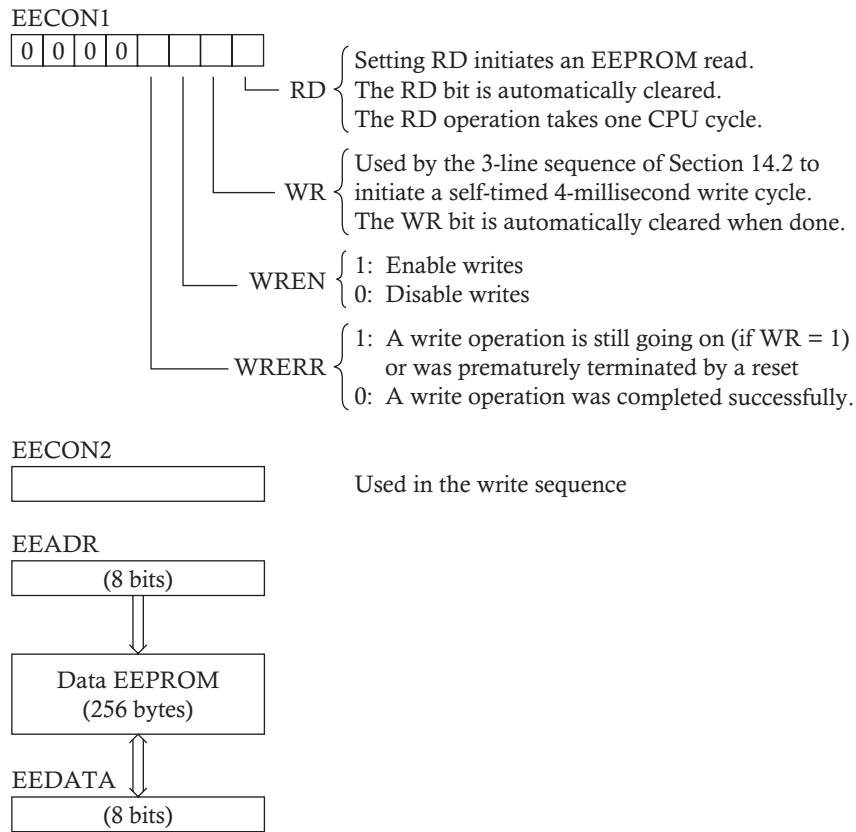 EECON1
0 0 0 0
RD
Setting RD initiates an EEPROM read.
The RD bit is automatically cleared.
The RD operation takes one CPU cycle.
WR
Used by the 3-line sequence of Section 14.2 to
initiate a self-timed 4-millisecond write cycle.
The WR bit is automatically cleared when done.
WREN
1: Enable writes
0: Disable writes
WRERR
1: A write operation is still going on (if WR = 1)
or was prematurely terminated by a reset
0: A write operation was completed successfully.
EECON2
Used in the write sequence
EEADR
(8 bits)
Data EEPROM
(256 bytes)
EEDATA
(8 bits)